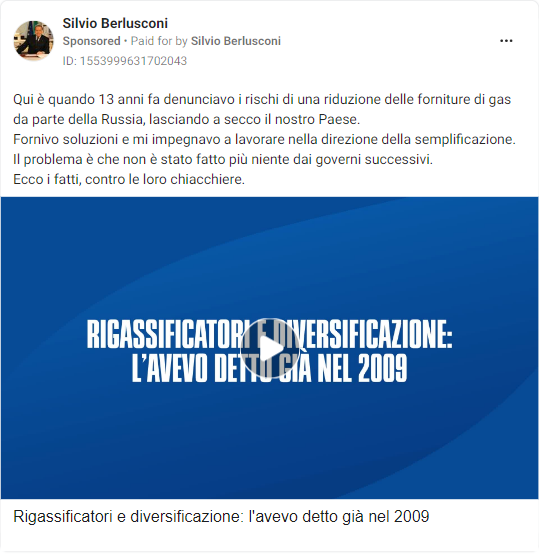 Silvio Berlusconi
Sponsored • Paid for by Silvio Berlusconi
ID: 1553999631702043
Qui è quando 13 anni fa denunciavo i rischi di una riduzione delle forniture di gas
da parte della Russia, lasciando a secco il nostro Paese.
Fornivo soluzioni e mi impegnavo a lavorare nella direzione della semplificazione.
Il problema è che non è stato fatto più niente dai governi successivi.
Ecco i fatti, contro le loro chiacchiere.
RIGASSIFICATORI E DIVERSIFICAZIONE:
L'AVEVO DETTO GIÀ NEL 2009
Rigassificatori e diversificazione: l'avevo detto già nel 2009